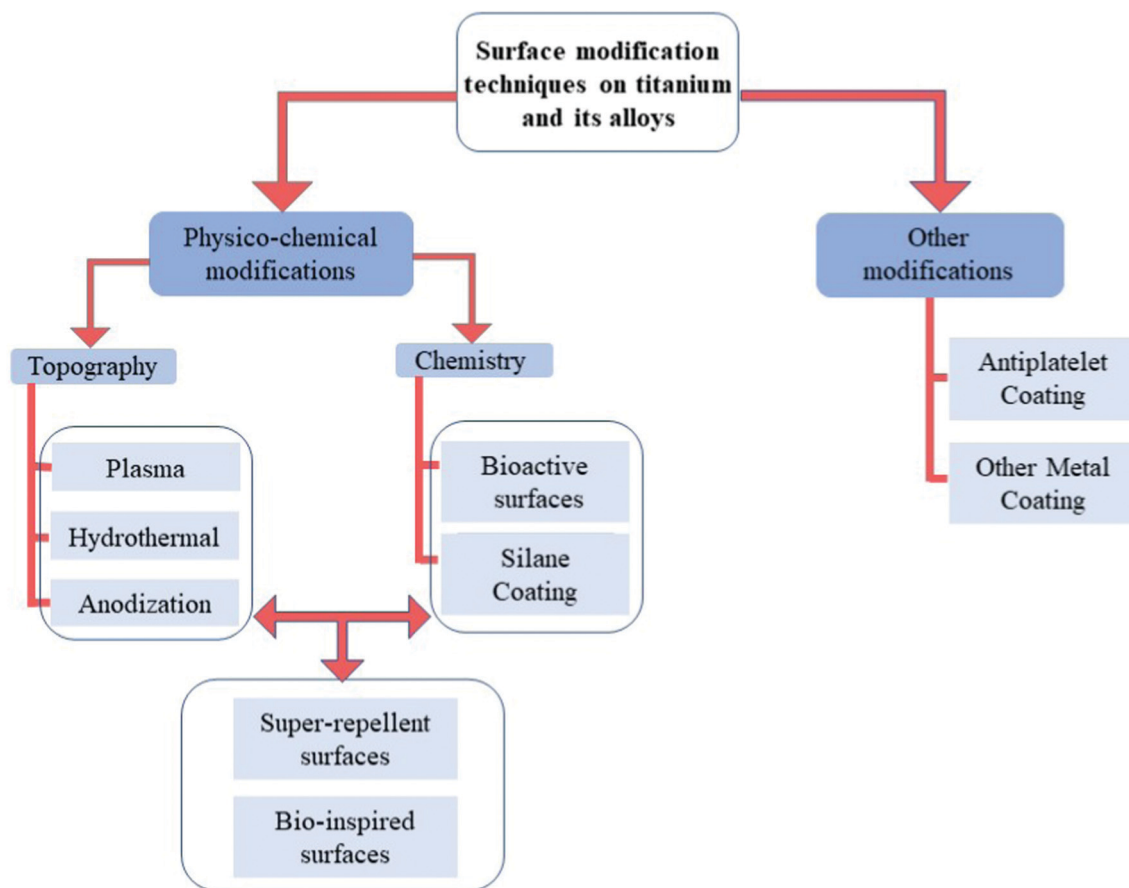 Surface modification
techniques on titanium
and its alloys
Physico-chemical
modifications
Other
modifications
Topography
Chemistry
Plasma
Hydrothermal
Anodization
Bioactive
surfaces
Silane
Coating
Antiplatelet
Coating
Other Metal
Coating
Super-repellent
surfaces
Bio-inspired
surfaces